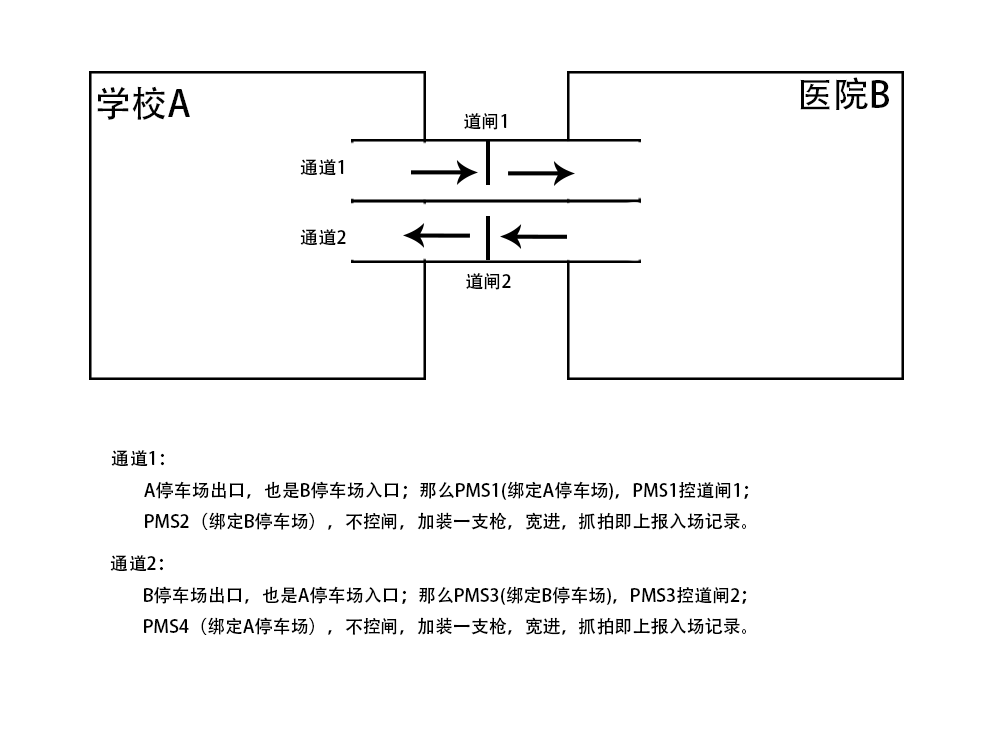 学校A
医院B
道闸1
通道1
通道2
道闸2
通道1：
A停车场出口，也是B停车场入口；那么PMS1(绑定A停车场)，PMS1控道闸1；
PMS2（绑定B停车场），不控闸，加装一支枪，宽进，抓拍即上报入场记录。
通道2：
B停车场出口，也是A停车场入口；那么PMS3(绑定B停车场)，PMS3控道闸2；
PMS4（绑定A停车场），不控闸，加装一支枪，宽进，抓拍即上报入场记录。